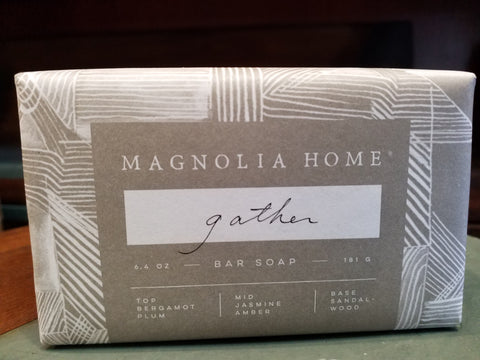 MAGNOLIA HOME®
gather
6.4 OZ — BAR SOAP — 181 G
TOP
BERGAMOT
PLUM
MID
JASMINE
AMBER
BASE
SANDAL-
WOOD